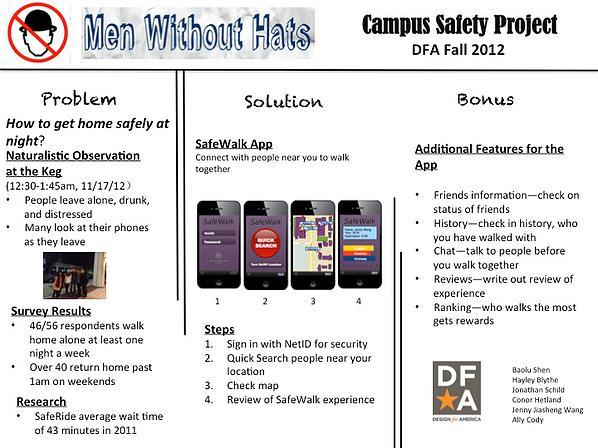 Men Without Hats
Campus Safety Project
DFA Fall 2012
Problem
How to get home safely at
night?
Naturalistic Observation
at the Keg
(12:30-1:45am, 11/17/12)
• People leave alone, drunk,
and distressed
• Many look at their phones
as they leave
Survey Results
• 46/56 respondents walk
home alone at least one
night a week
• Over 40 return home past
1am on weekends
Research
• SafeRide average wait time
of 43 minutes in 2011
Solution
SafeWalk App
Connect with people near you to walk
together
SafeWalk
SafeWalk
QUICK
SEARCH
SafeWalk
1 2 3 4
Steps
1. Sign in with NetID for security
2. Quick Search people near your
location
3. Check map
4. Review of SafeWalk experience
Bonus
Additional Features for the
App
• Friends information—check on
status of friends
• History—check in history, who
you have walked with
• Chat—talk to people before
you walk together
• Reviews—write out review of
experience
• Ranking—who walks the most
gets rewards
DF
A
DESIGN for AMERICA
Baolu Shen
Hayley Blythe
Jonathan Schild
Conor Hetland
Jenny Jiasheng Wang
Ally Cody